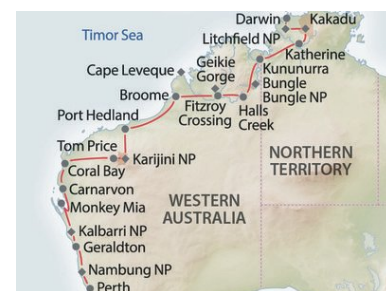 Darwin
Kakadu
Timor Sea
Litchfield NP
Katherine
Geikie
Gorge
Kununurra
Cape Leveque
Bungle
Bungle NP
Broome
Fitzroy
Crossing
Halls
Creek
Port Hedland
Tom Price
Karijini NP
NORTHERN
TERRITORY
Coral Bay
Carnarvon
Monkey Mia
WESTERN
AUSTRALIA
Kalbarri NP
Geraldton
Nambung NP
Perth